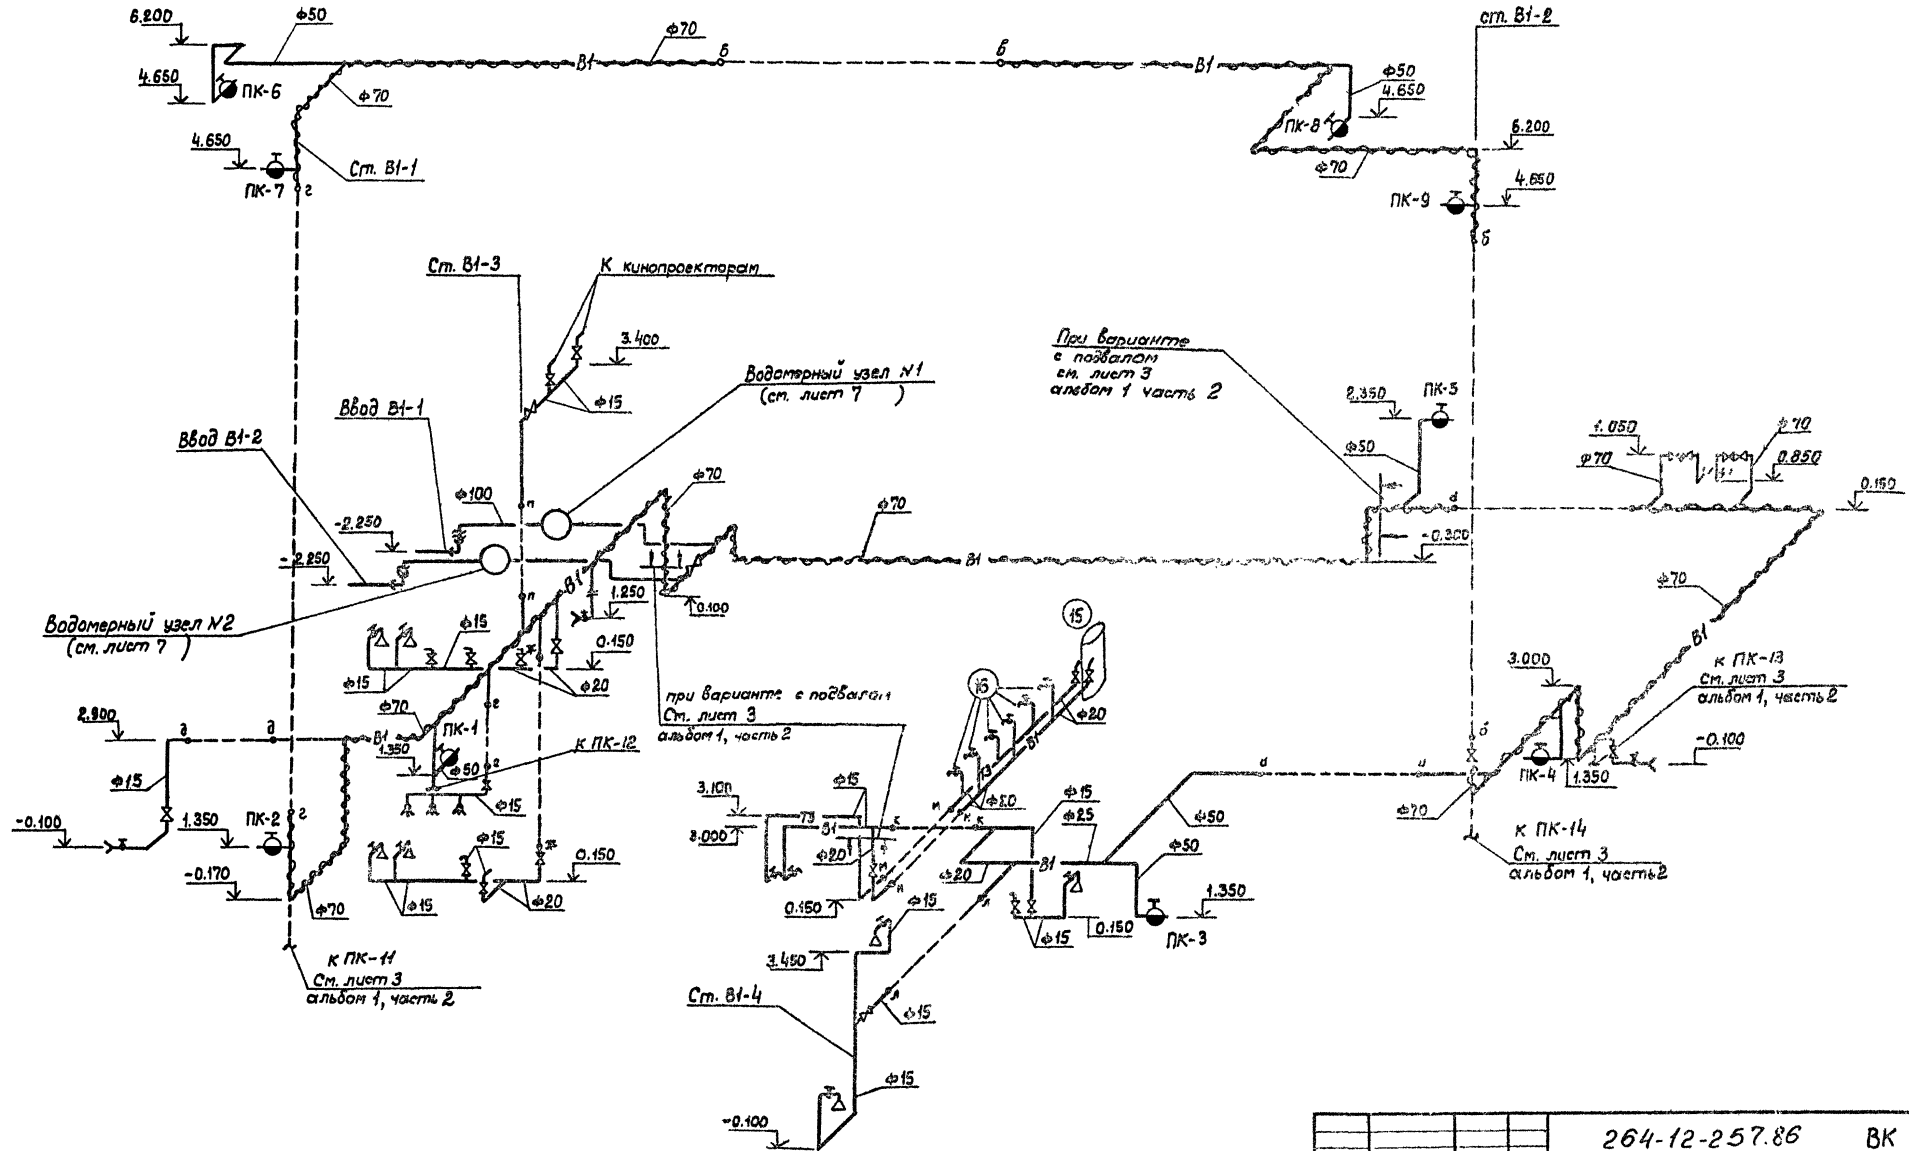 6.200
ф50
ф70
б
в
В1
В1
ст. В1-2
4.650
ПК-6
ф70
ф50
4.650
ПК-8
4.650
Ст. В1-1
ПК-7
г
6.200
ф70
4.650
ПК-9
б
Ст. В1-3
К кинопроекторам
3.400
ф15
Водомерный узел N1
(см. лист 7 )
При варианте
с подвалом
см. лист 3
альбом 1 часть 2
Ввод В1-1
Ввод В1-2
2.350
ПК-5
ф50
1.050
ф70
ф70
0.850
0.150
ф100
п
ф70
ф70
-2.250
-2.250
В1
В1
-0.300
п
1.250
0.100
ф70
В1
Водомерный узел N2
(см. лист 7 )
ф15
ж
0.150
ф15
ф20
15
16
при варианте с подвалом
См. лист 3
альбом 1, часть 2
ф20
В1
Т3
3.000
к ПК-13
См. лист 3
альбом 1, часть 2
2.900
д
д
В1
ф70
ПК-1
г
1.350
ф50
к ПК-12
г
ф15
ф15
б
-0.100
ПК-4
1.350
ф70
-0.100
1.350
ПК-2
г
3.100
Т3
ф15
м
к
ф20
ф15
ф25
3.000
В1
к
к
ф50
ф50
к ПК-14
См. лист 3
альбом 1, часть 2
-0.170
ф70
ф15
ж
0.150
ф15
ф20
ф20
м
н
ф20
В1
0.150
ф15
л
ф15
0.150
1.350
ПК-3
к ПК-11
См. лист 3
альбом 1, часть 2
3.450
Ст. В1-4
л
ф15
ф15
-0.100
264-12-257.86 ВК